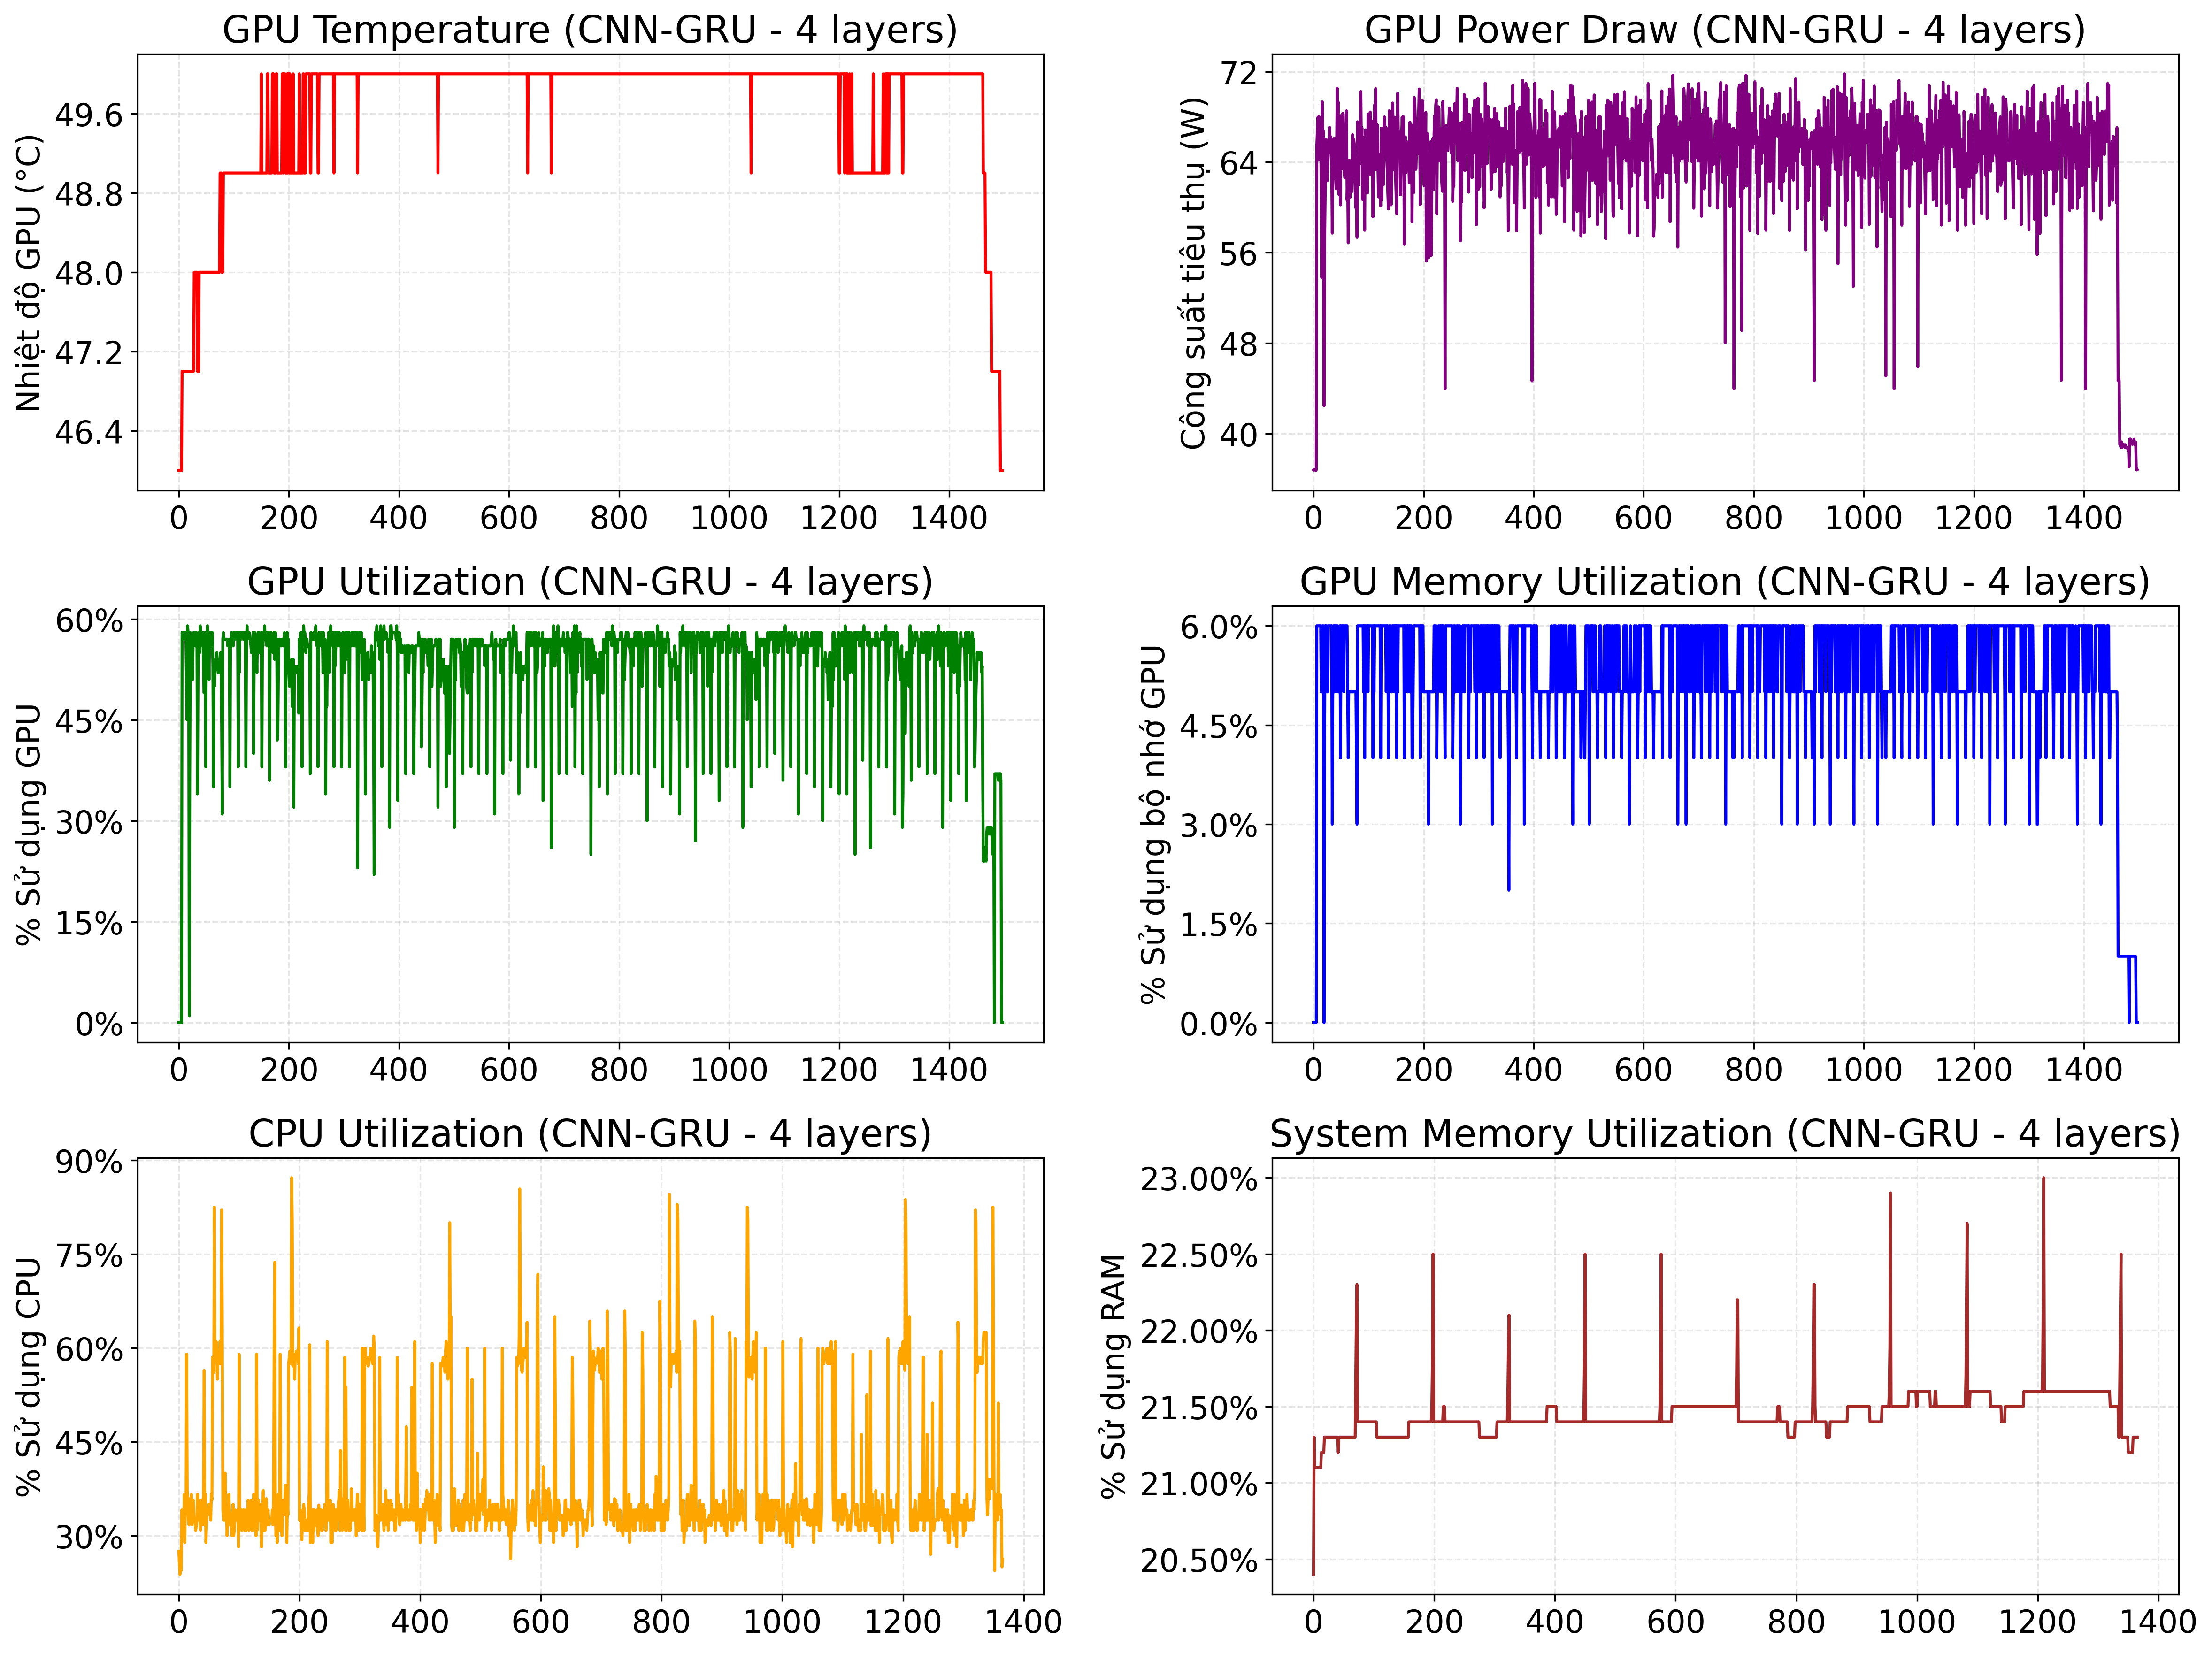 GPU Temperature (CNN-GRU - 4 layers)
Nhiệt độ GPU (°C)
49.6
48.8
48.0
47.2
46.4
0 200 400 600 800 1000 1200 1400
GPU Power Draw (CNN-GRU - 4 layers)
Công suất tiêu thụ (W)
72
64
56
48
40
0 200 400 600 800 1000 1200 1400
GPU Utilization (CNN-GRU - 4 layers)
% Sử dụng GPU
60%
45%
30%
15%
0%
0 200 400 600 800 1000 1200 1400
GPU Memory Utilization (CNN-GRU - 4 layers)
% Sử dụng bộ nhớ GPU
6.0%
4.5%
3.0%
1.5%
0.0%
0 200 400 600 800 1000 1200 1400
CPU Utilization (CNN-GRU - 4 layers)
% Sử dụng CPU
90%
75%
60%
45%
30%
0 200 400 600 800 1000 1200 1400
System Memory Utilization (CNN-GRU - 4 layers)
% Sử dụng RAM
23.00%
22.50%
22.00%
21.50%
21.00%
20.50%
0 200 400 600 800 1000 1200 1400